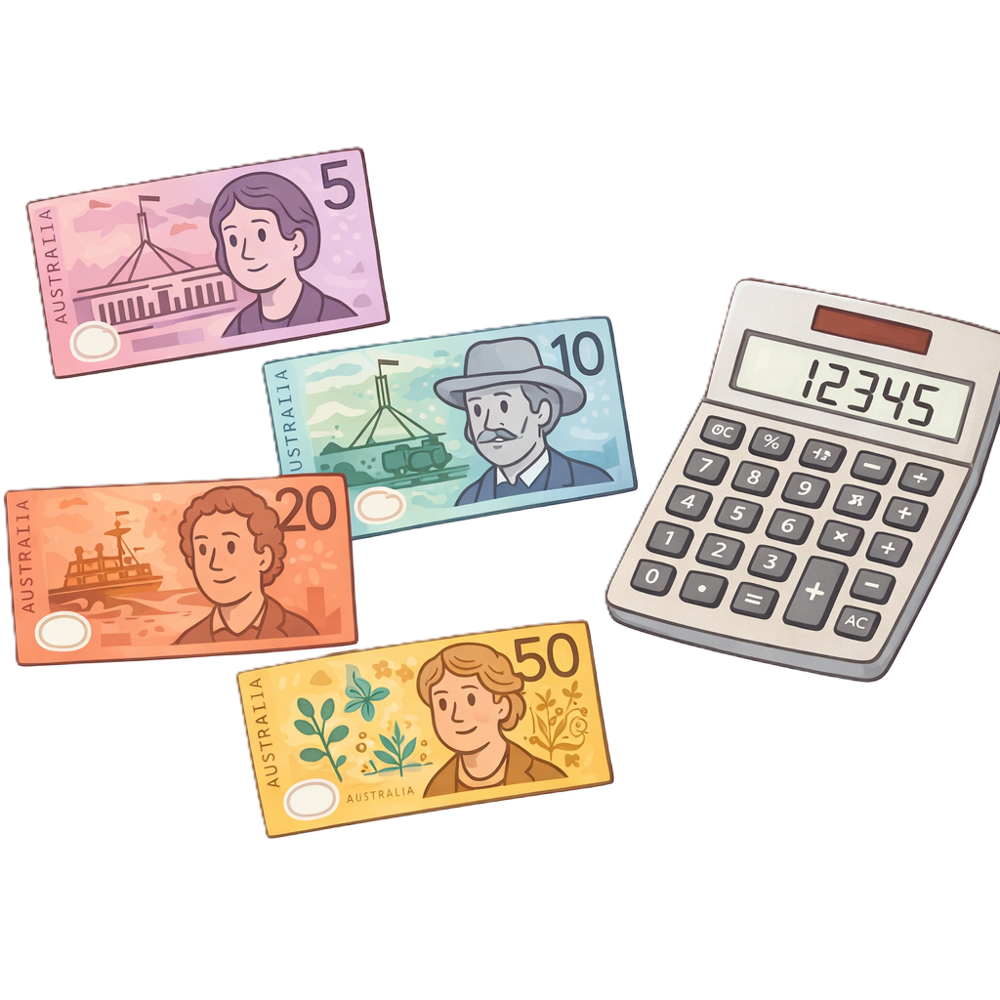 5
AUSTRALIA
10
USTRALIA
20
AUSTRALIA
50
AUSTRALIA
AUSTRALIA
12345
%
7 8 9 −
4 5 6 +
1 2 3 × +
0 • = + −
AC